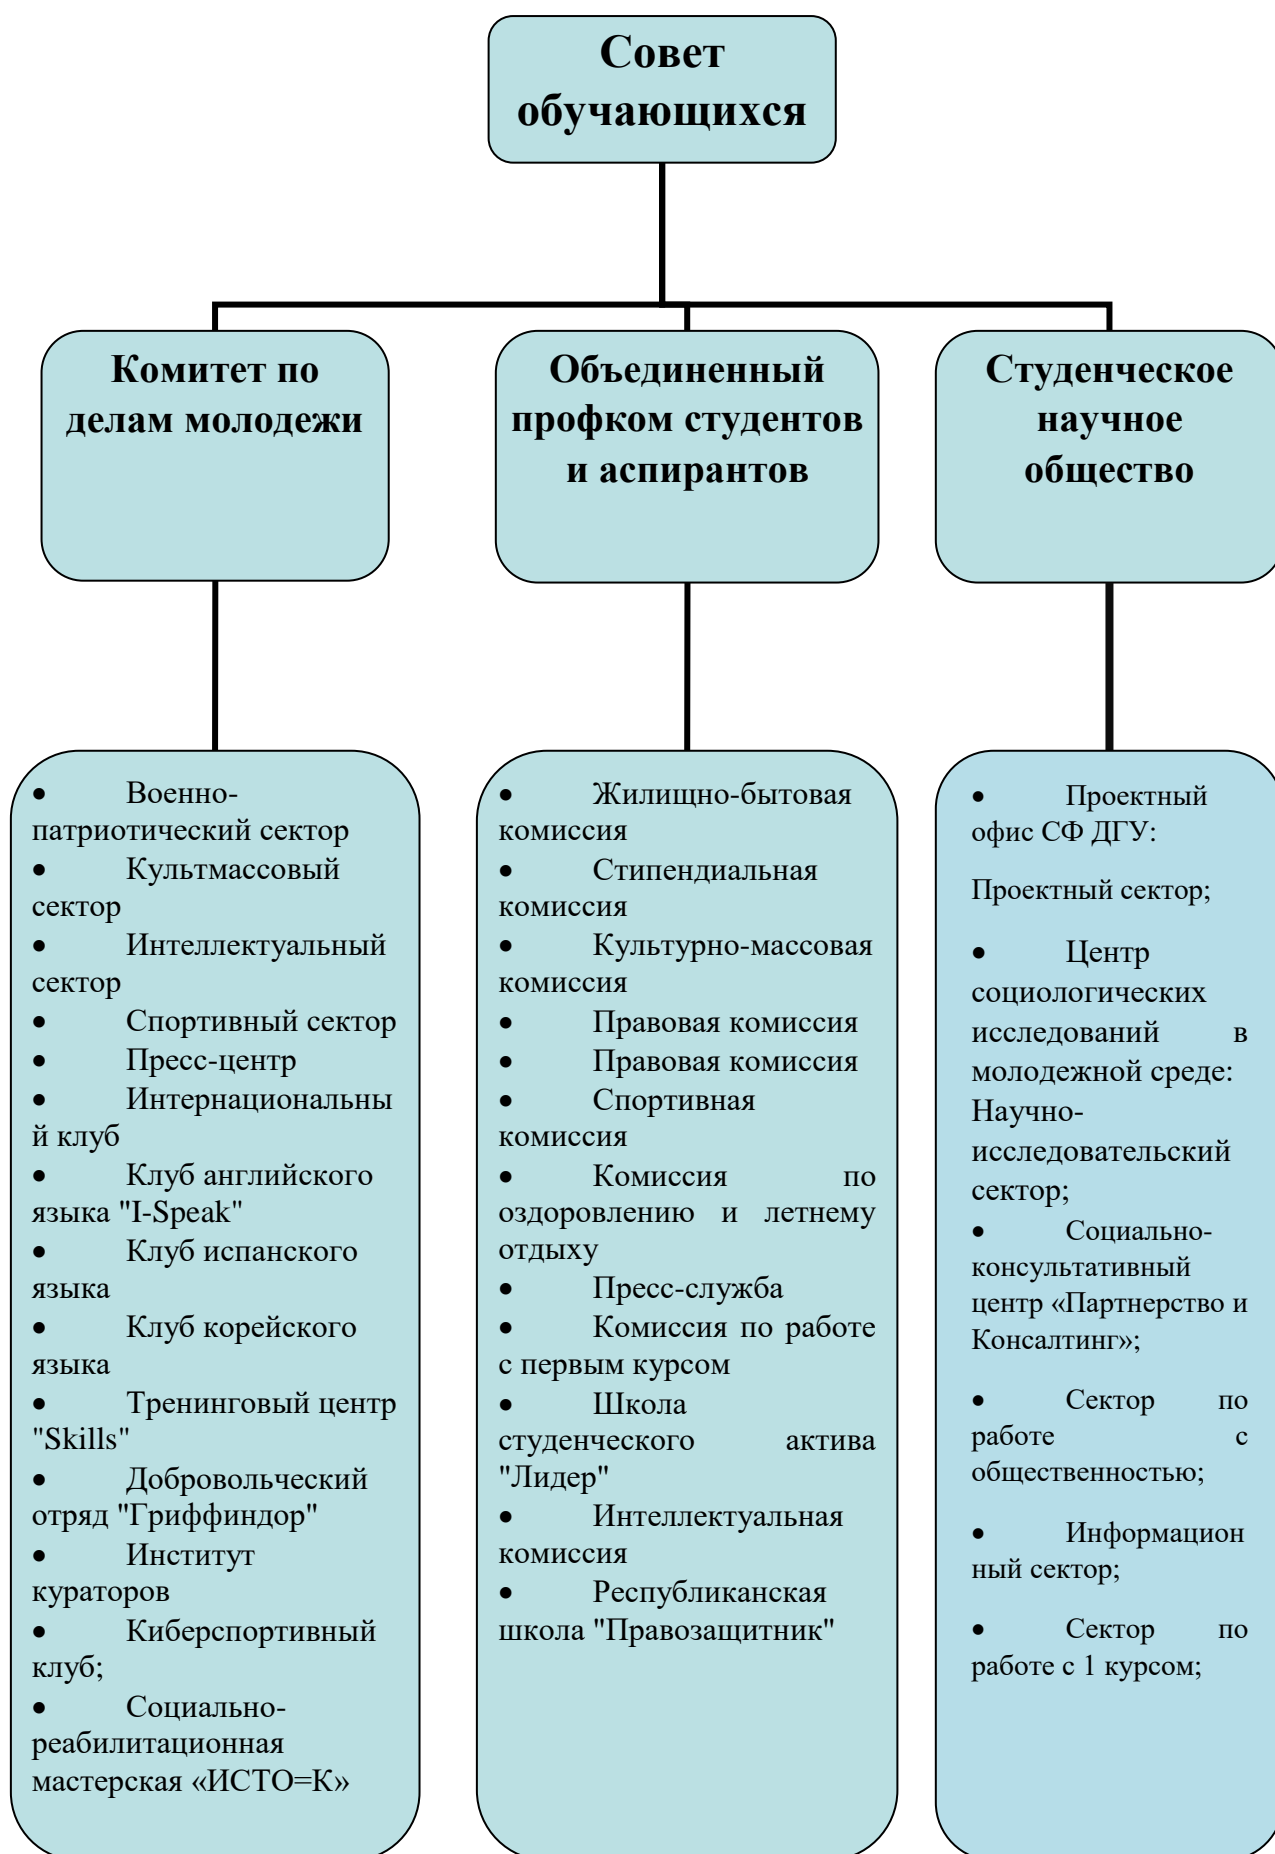 Совет
обучающихся
Комитет по
делам молодежи
Объединенный
профком студентов
и аспирантов
Студенческое
научное
общество
• Военно-
патриотический сектор
• Культмассовый
сектор
• Интеллектуальный
сектор
• Спортивный сектор
• Пресс-центр
• Интернациональны
й клуб
• Клуб английского
языка "I-Speak"
• Клуб испанского
языка
• Клуб корейского
языка
• Тренинговый центр
"Skills"
• Добровольческий
отряд "Гриффиндор"
• Институт
кураторов
• Киберспортивный
клуб;
• Социально-
реабилитационная
мастерская «ИСТО=К»
• Жилищно-бытовая
комиссия
• Стипендиальная
комиссия
• Культурно-массовая
комиссия
• Правовая комиссия
• Правовая комиссия
• Спортивная
комиссия
• Комиссия по
оздоровлению и летнему
отдыху
• Пресс-служба
• Комиссия по работе
с первым курсом
• Школа
студенческого актива
"Лидер"
• Интеллектуальная
комиссия
• Республиканская
школа "Правозащитник"
• Проектный
офис СФ ДГУ:
Проектный сектор;
• Центр
социологических
исследований в
молодежной среде:
Научно-
исследовательский
сектор;
• Социально-
консультативный
центр «Партнерство и
Консалтинг»;
• Сектор по
работе с
общественностью;
• Информацион
ный сектор;
• Сектор по
работе с 1 курсом;